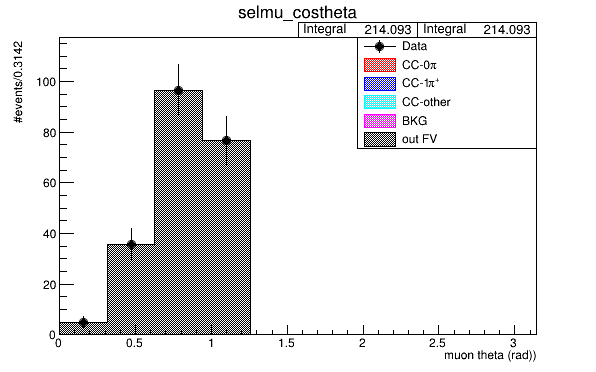 selmu_costheta
Integral 214.093 Integral 214.093
#events/0.3142
Data
CC-0π
CC-1π⁺
CC-other
BKG
out FV
100
80
60
40
20
0
0 0.5 1 1.5 2 2.5 3
muon theta (rad))